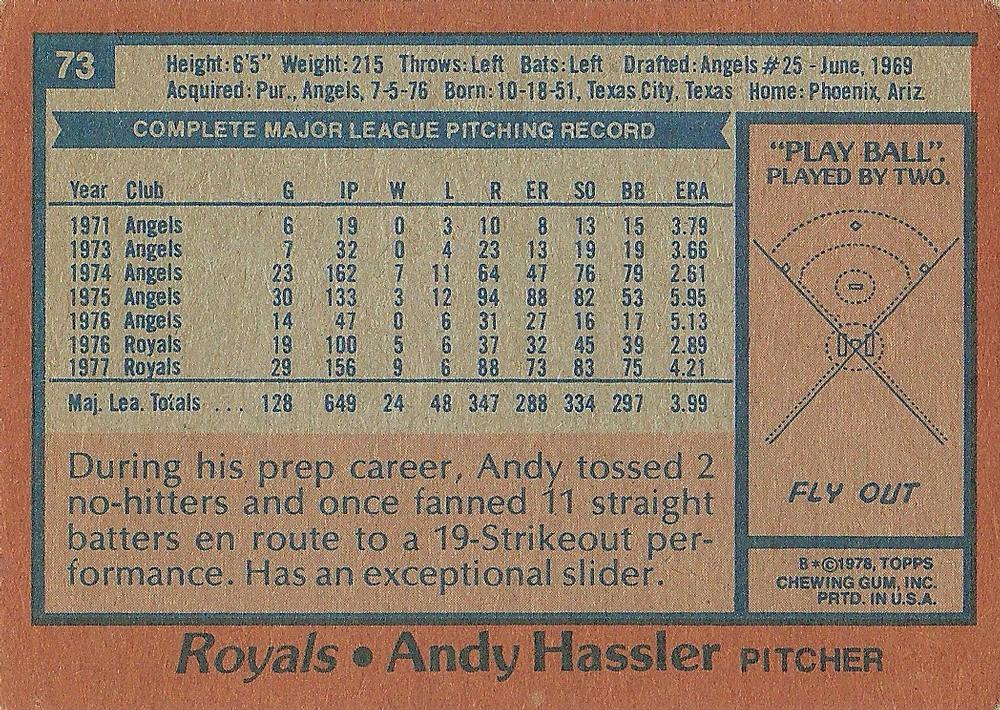 73
Height:6'5" Weight:215 Throws:Left Bats:Left Drafted:Angels #25-June, 1969
Acquired:Pur., Angels, 7-5-76 Born:10-18-51, Texas City, Texas Home:Phoenix, Ariz.
COMPLETE MAJOR LEAGUE PITCHING RECORD
Year Club G IP W L R ER SO BB ERA
1971 Angels 6 19 0 3 10 8 13 15 3.79
1973 Angels 7 32 0 4 23 13 19 19 3.66
1974 Angels 23 162 7 11 64 47 76 79 2.61
1975 Angels 30 133 3 12 94 88 82 53 5.95
1976 Angels 14 47 0 6 31 27 16 17 5.13
1976 Royals 19 100 5 6 37 32 45 39 2.89
1977 Royals 29 156 9 6 88 73 83 75 4.21
Maj. Lea. Totals ... 128 649 24 48 347 288 334 297 3.99
During his prep career, Andy tossed 2
no-hitters and once fanned 11 straight
batters en route to a 19-Strikeout per-
formance. Has an exceptional slider.
"PLAY BALL".
PLAYED BY TWO.
FLY OUT
B*©1978, TOPPS
CHEWING GUM, INC.
PRTD. IN U.S.A.
Royals • Andy Hassler PITCHER